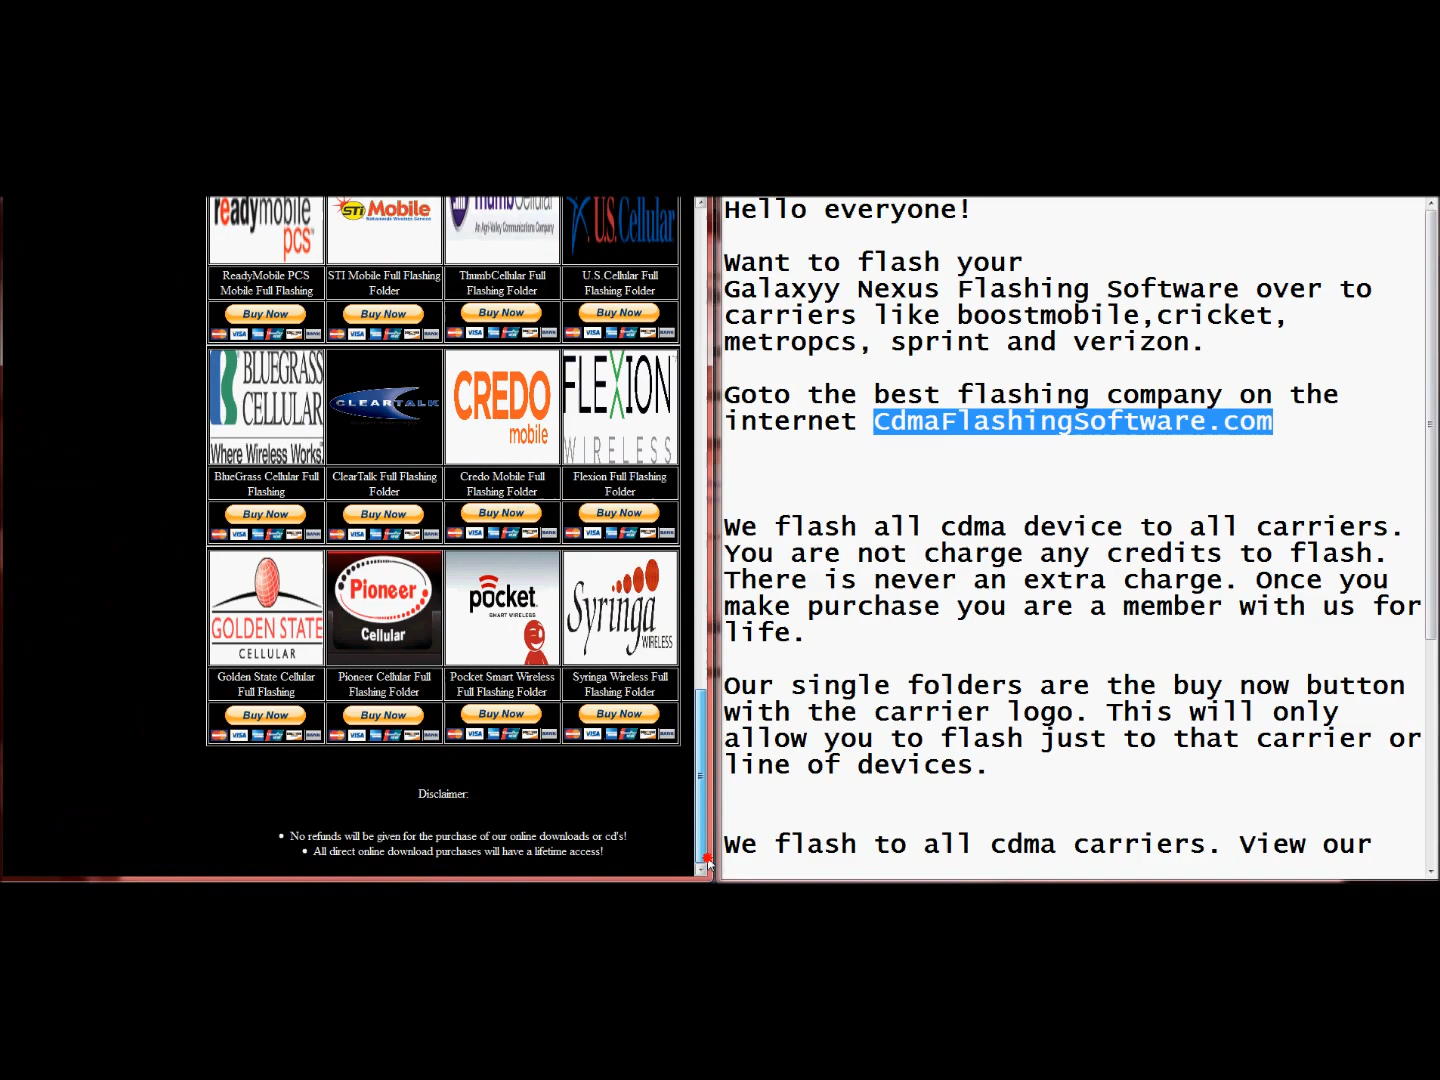 readymobile
pcs
STi Mobile
Nationwide Wireless Service
ThumbCellular
An Agri-Valley Communications Company
U.S. Cellular
ReadyMobile PCS
Mobile Full Flashing
STI Mobile Full Flashing
Folder
ThumbCellular Full
Flashing Folder
U.S.Cellular Full
Flashing Folder
Buy Now
Buy Now
Buy Now
Buy Now
BLUEGRASS
CELLULAR
Where Wireless Works.
CLEARTALK
CREDO
mobile
FLEXION
WIRELESS
BlueGrass Cellular Full
Flashing
ClearTalk Full Flashing
Folder
Credo Mobile Full
Flashing Folder
Flexion Full Flashing
Folder
Buy Now
Buy Now
Buy Now
Buy Now
GOLDEN STATE
CELLULAR
Pioneer
Cellular
pocket
SMART WIRELESS
Syringa
WIRELESS
Golden State Cellular
Full Flashing
Pioneer Cellular Full
Flashing Folder
Pocket Smart Wireless
Full Flashing Folder
Syringa Wireless Full
Flashing Folder
Buy Now
Buy Now
Buy Now
Buy Now
Disclaimer:
• No refunds will be given for the purchase of our online downloads or cd's!
• All direct online download purchases will have a lifetime access!
Hello everyone!
Want to flash your
Galaxyy Nexus Flashing Software over to
carriers like boostmobile,cricket,
metropcs, sprint and verizon.
Goto the best flashing company on the
internet CdmaFlashingSoftware.com
We flash all cdma device to all carriers.
You are not charge any credits to flash.
There is never an extra charge. Once you
make purchase you are a member with us for
life.
Our single folders are the buy now button
with the carrier logo. This will only
allow you to flash just to that carrier or
line of devices.
We flash to all cdma carriers. View our